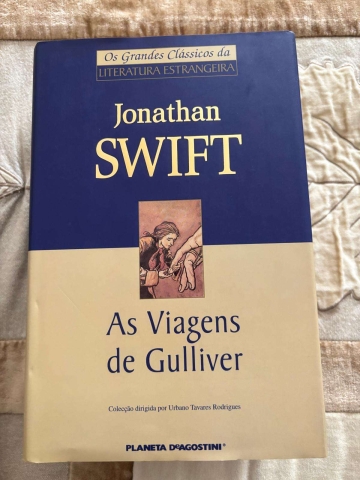 Os Grandes Clássicos da
LITERATURA ESTRANGEIRA
Jonathan
SWIFT
As Viagens
de Gulliver
Colecção dirigida por Urbano Tavares Rodrigues
PLANETA DEAGOSTINI